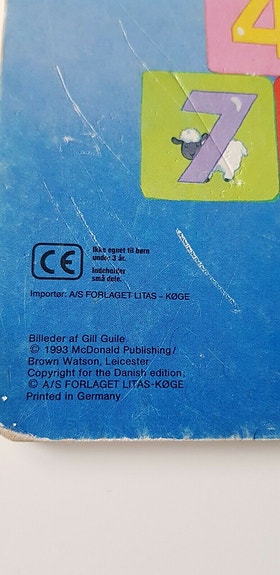 4
7
CE
Ikke egnet til børn
under 3 år.
Indeholder
små dele.
Importør: A/S FORLAGET LITAS – KØGE
Billeder af Gill Guile
© 1993 McDonald Publishing/
Brown Watson, Leicester
Copyright for the Danish edition:
© A/S FORLAGET LITAS-KØGE
Printed in Germany